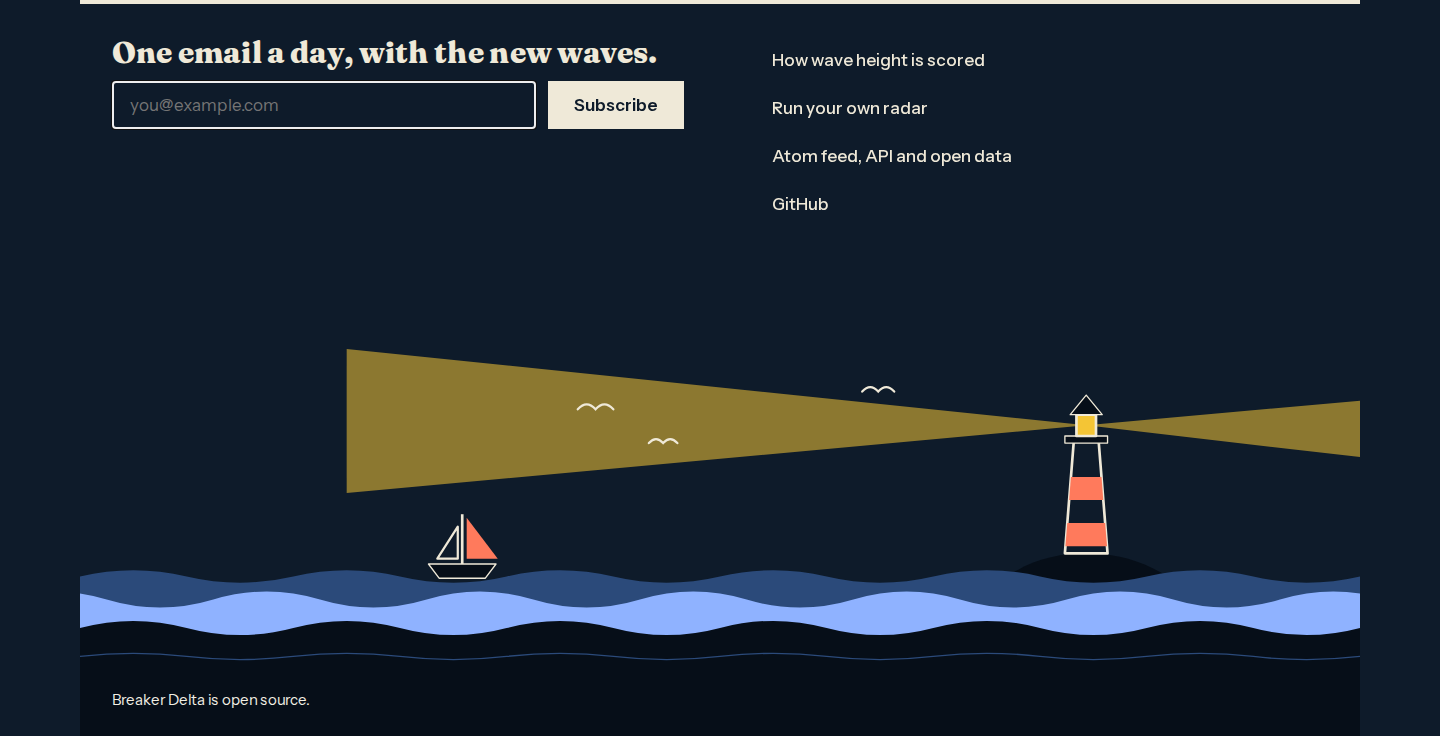 One email a day, with the new waves.
you@example.com
Subscribe
How wave height is scored
Run your own radar
Atom feed, API and open data
GitHub
Breaker Delta is open source.